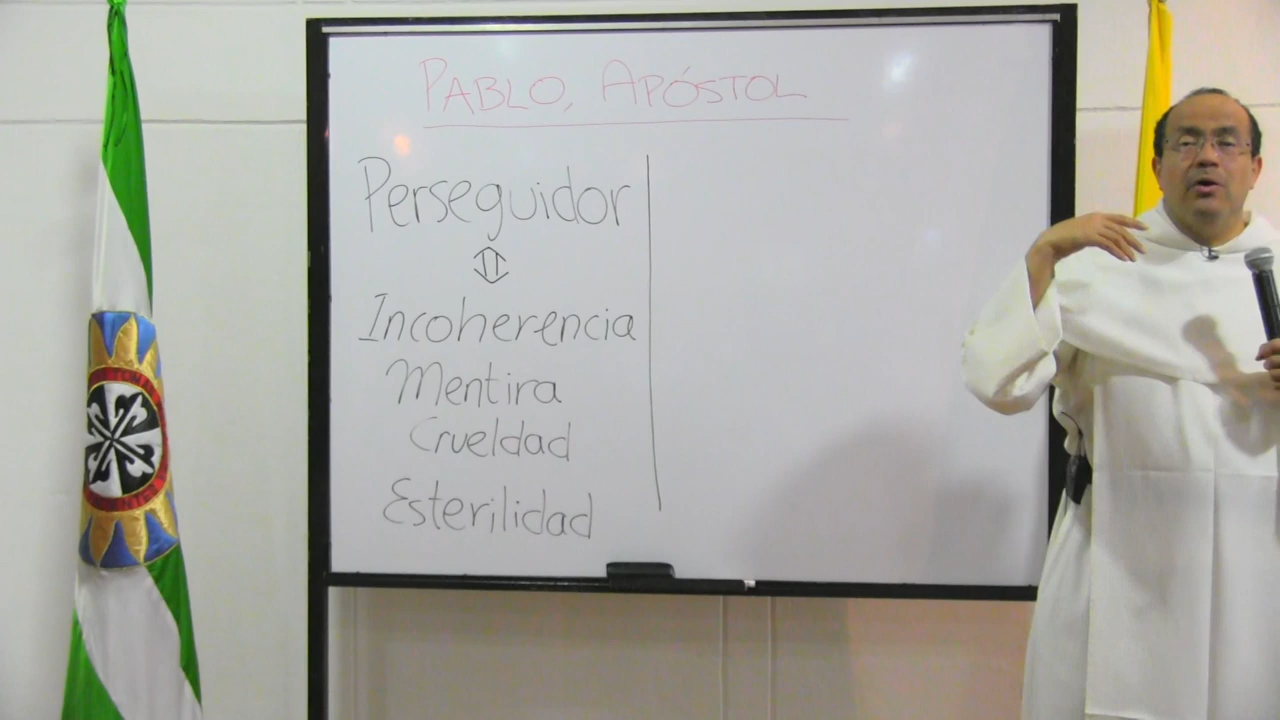 PABLO, APÓSTOL
Perseguidor
⇕
Incoherencia
Mentira
Crueldad
Esterilidad